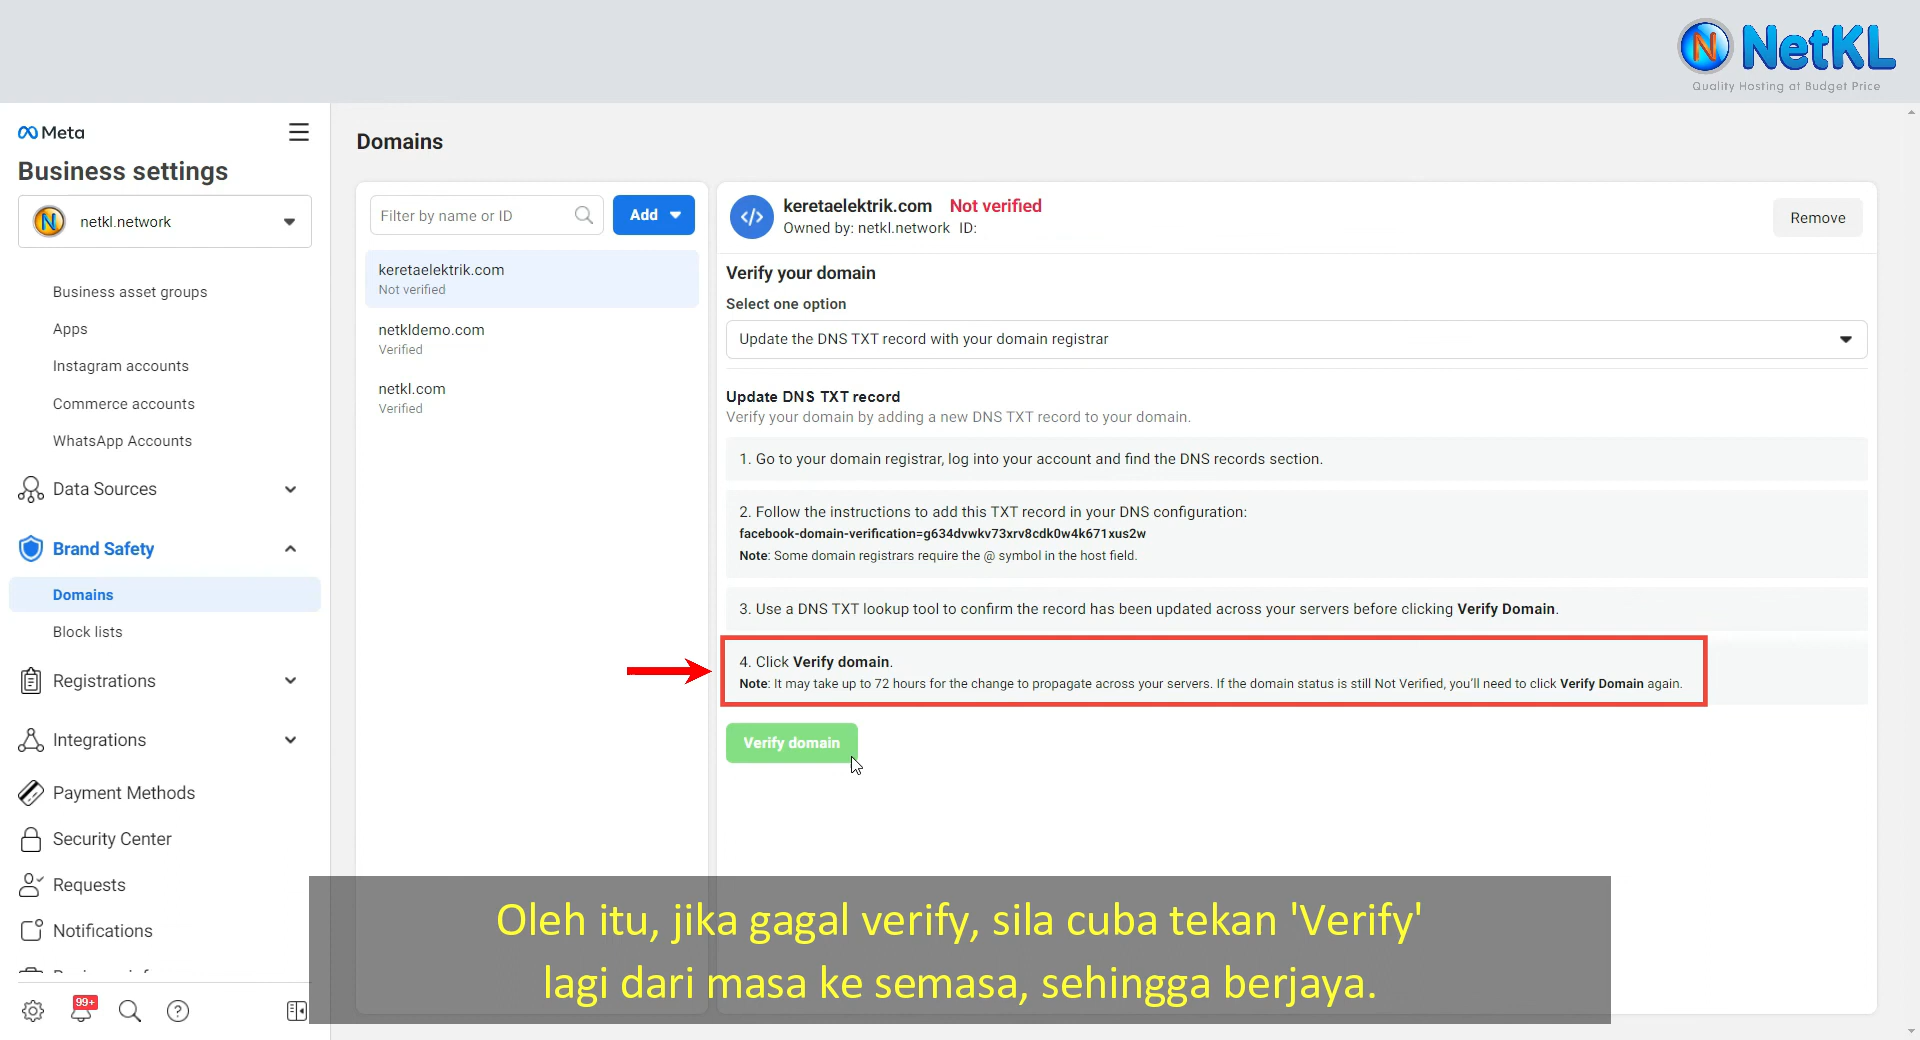 N NetKL
Quality Hosting at Budget Price
Meta
Business settings
N netkl.network
Business asset groups
Apps
Instagram accounts
Commerce accounts
WhatsApp Accounts
Data Sources
Brand Safety
Domains
Block lists
Registrations
Integrations
Payment Methods
Security Center
Requests
Notifications
99+
Domains
Filter by name or ID
Add
keretaelektrik.com
Not verified
netkldemo.com
Verified
netkl.com
Verified
keretaelektrik.com Not verified
Owned by: netkl.network ID:
Remove
Verify your domain
Select one option
Update the DNS TXT record with your domain registrar
Update DNS TXT record
Verify your domain by adding a new DNS TXT record to your domain.
1. Go to your domain registrar, log into your account and find the DNS records section.
2. Follow the instructions to add this TXT record in your DNS configuration:
facebook-domain-verification=g634dvwkv73xrv8cdk0w4k671xus2w
Note: Some domain registrars require the @ symbol in the host field.
3. Use a DNS TXT lookup tool to confirm the record has been updated across your servers before clicking Verify Domain.
4. Click Verify domain.
Note: It may take up to 72 hours for the change to propagate across your servers. If the domain status is still Not Verified, you'll need to click Verify Domain again.
Verify domain
Oleh itu, jika gagal verify, sila cuba tekan 'Verify'
lagi dari masa ke semasa, sehingga berjaya.